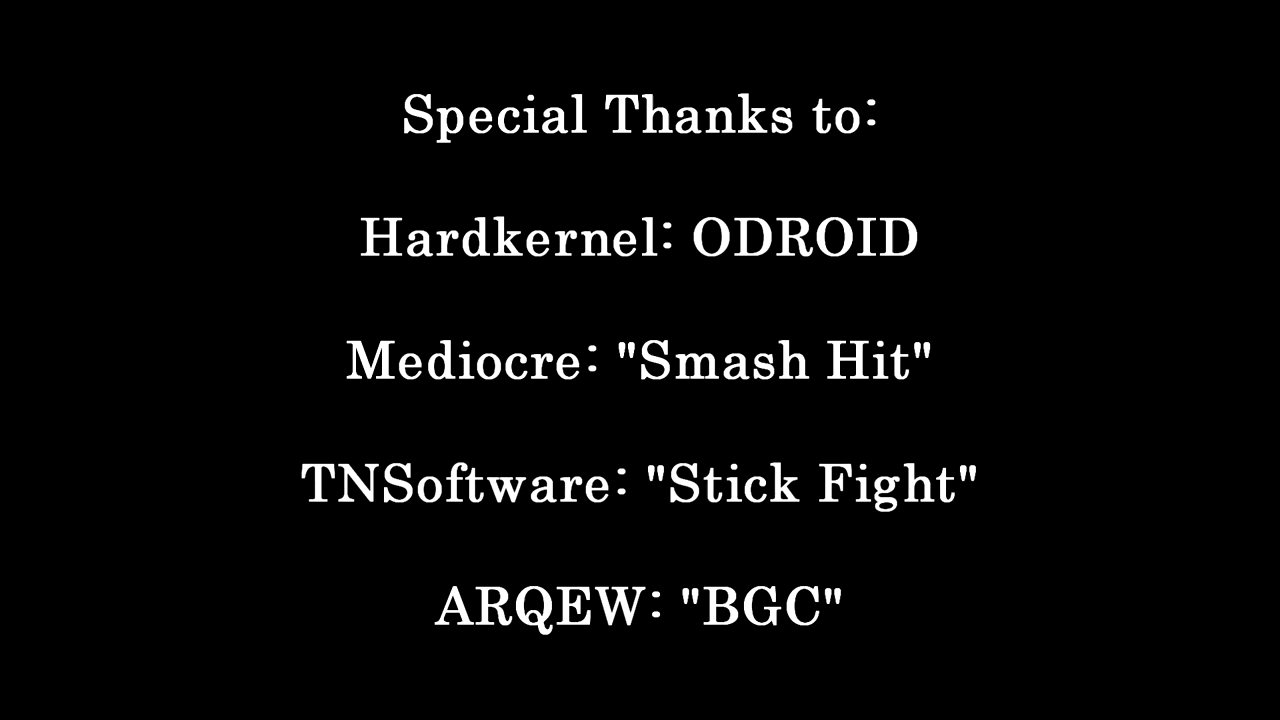 Special Thanks to:
Hardkernel: ODROID
Mediocre: "Smash Hit"
TNSoftware: "Stick Fight"
ARQEW: "BGC"